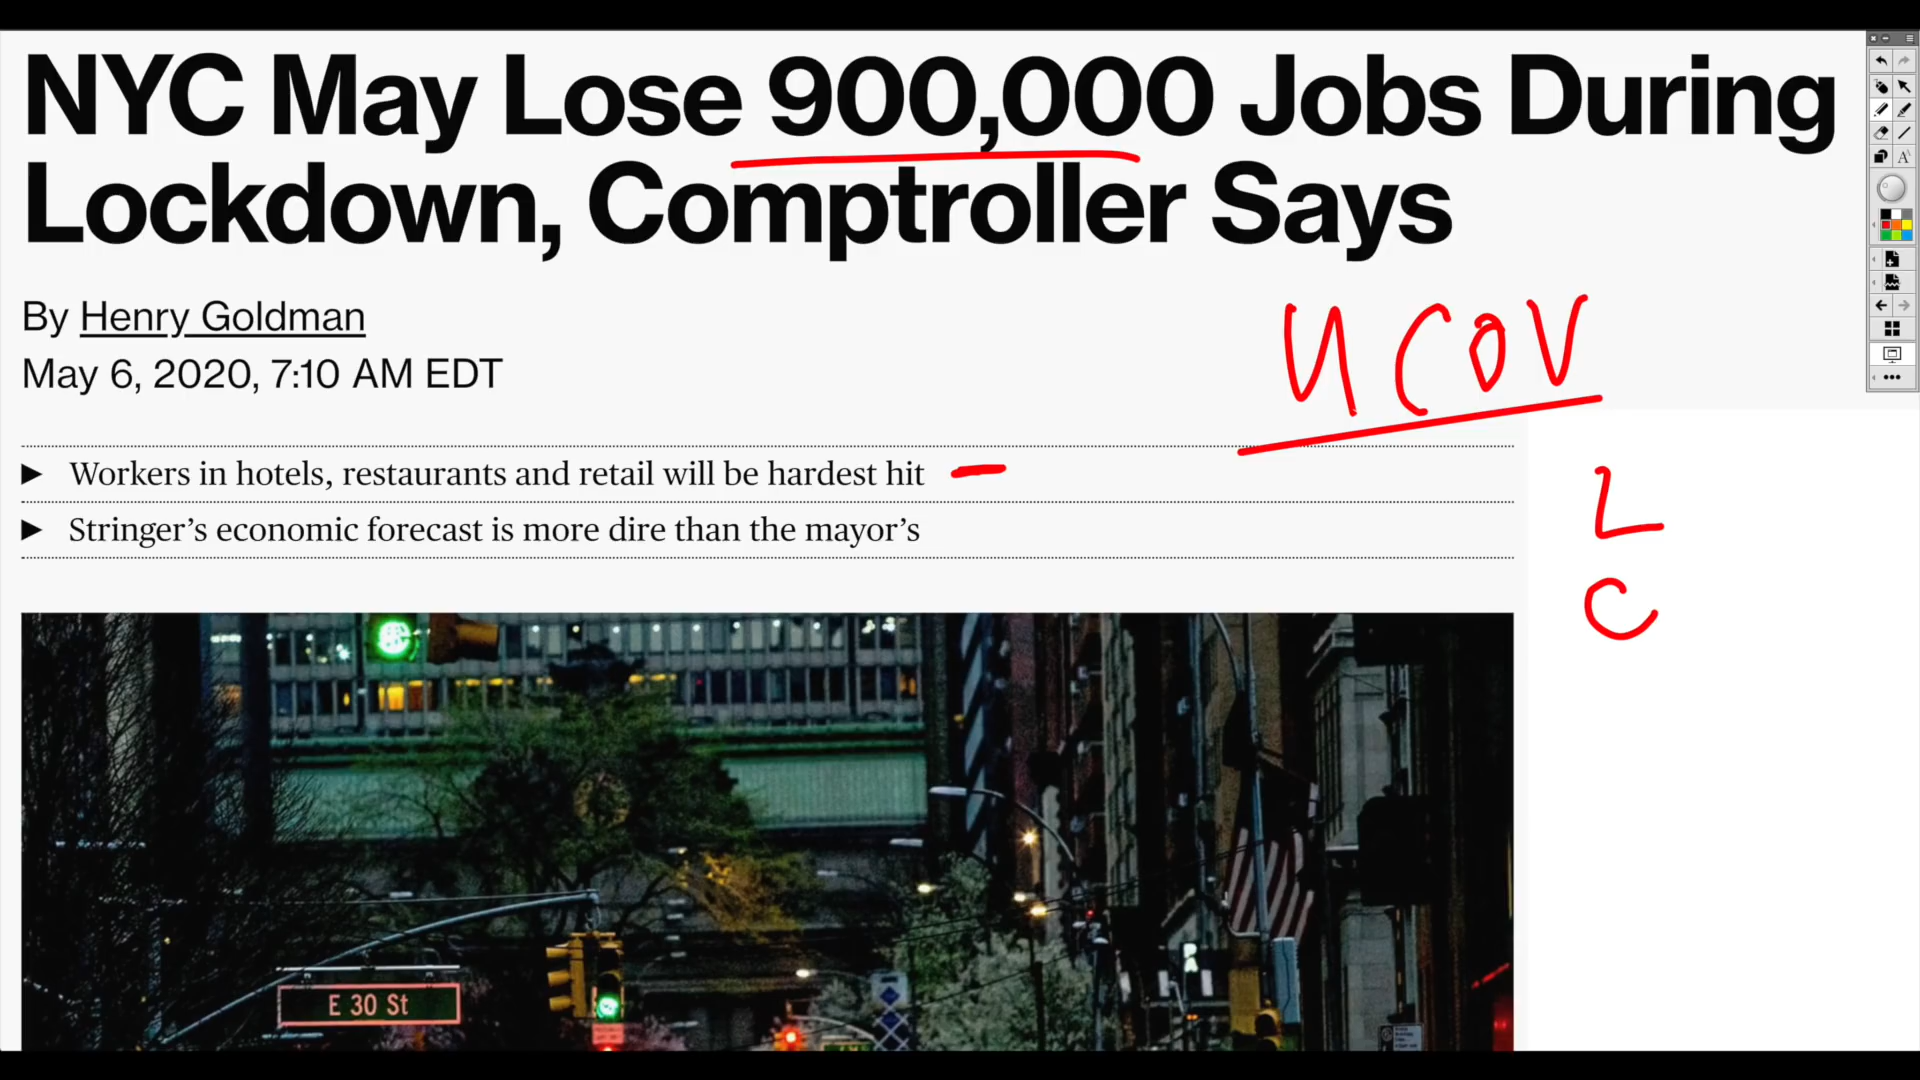 NYC May Lose 900,000 Jobs During
Lockdown, Comptroller Says
By Henry Goldman
May 6, 2020, 7:10 AM EDT
UCOV
▶ Workers in hotels, restaurants and retail will be hardest hit
▶ Stringer’s economic forecast is more dire than the mayor’s
L
C
E 30 St